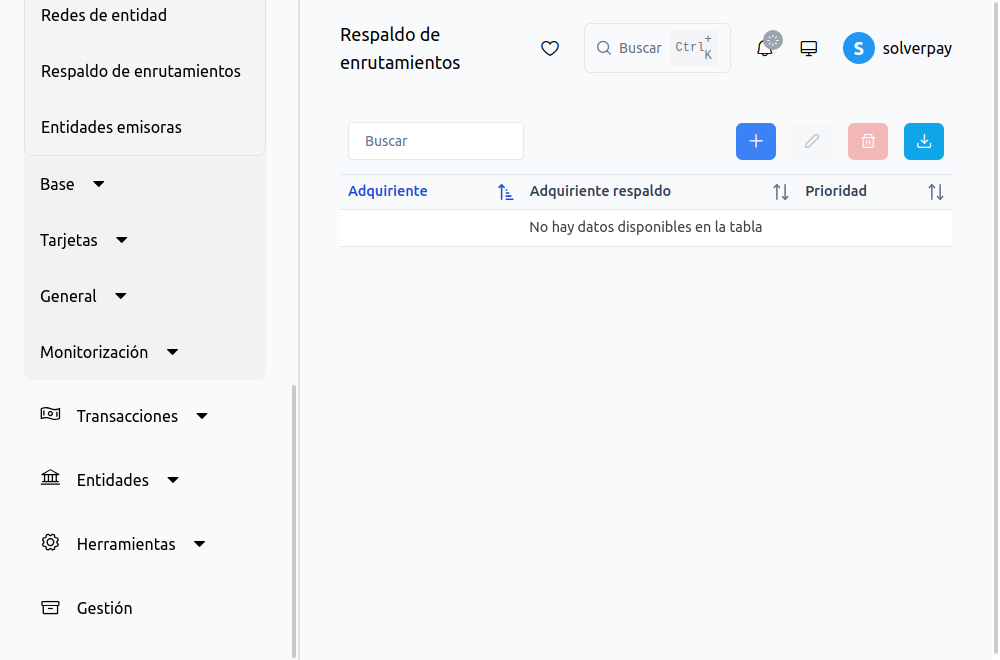 Redes de entidad
Respaldo de enrutamientos
Entidades emisoras
Base
Tarjetas
General
Monitorización
Transacciones
Entidades
Herramientas
Gestión
Respaldo de
enrutamientos
Buscar
Ctrl+K
S
solverpay
Buscar
Adquiriente
Adquiriente respaldo
Prioridad
No hay datos disponibles en la tabla